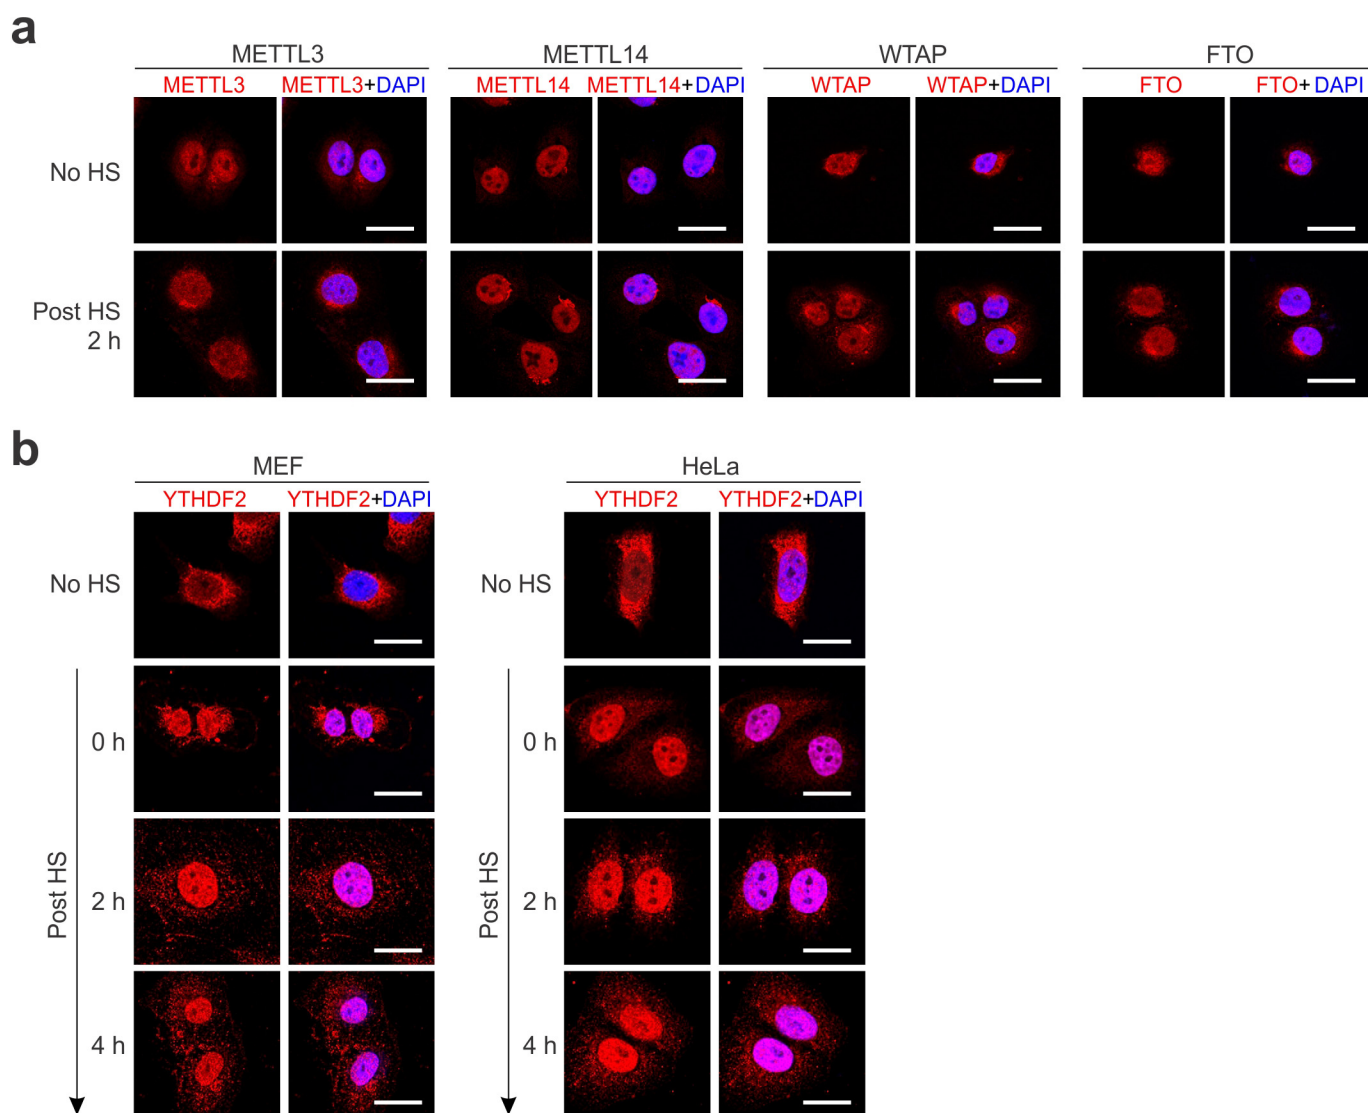 a
METTL3 METTL14 WTAP FTO
METTL3 METTL3+DAPI METTL14 METTL14+DAPI WTAP WTAP+DAPI FTO FTO+DAPI
No HS
Post HS
2 h
b
MEF HeLa
YTHDF2 YTHDF2+DAPI YTHDF2 YTHDF2+DAPI
No HS No HS
0 h 0 h
Post HS Post HS
2 h 2 h
4 h 4 h